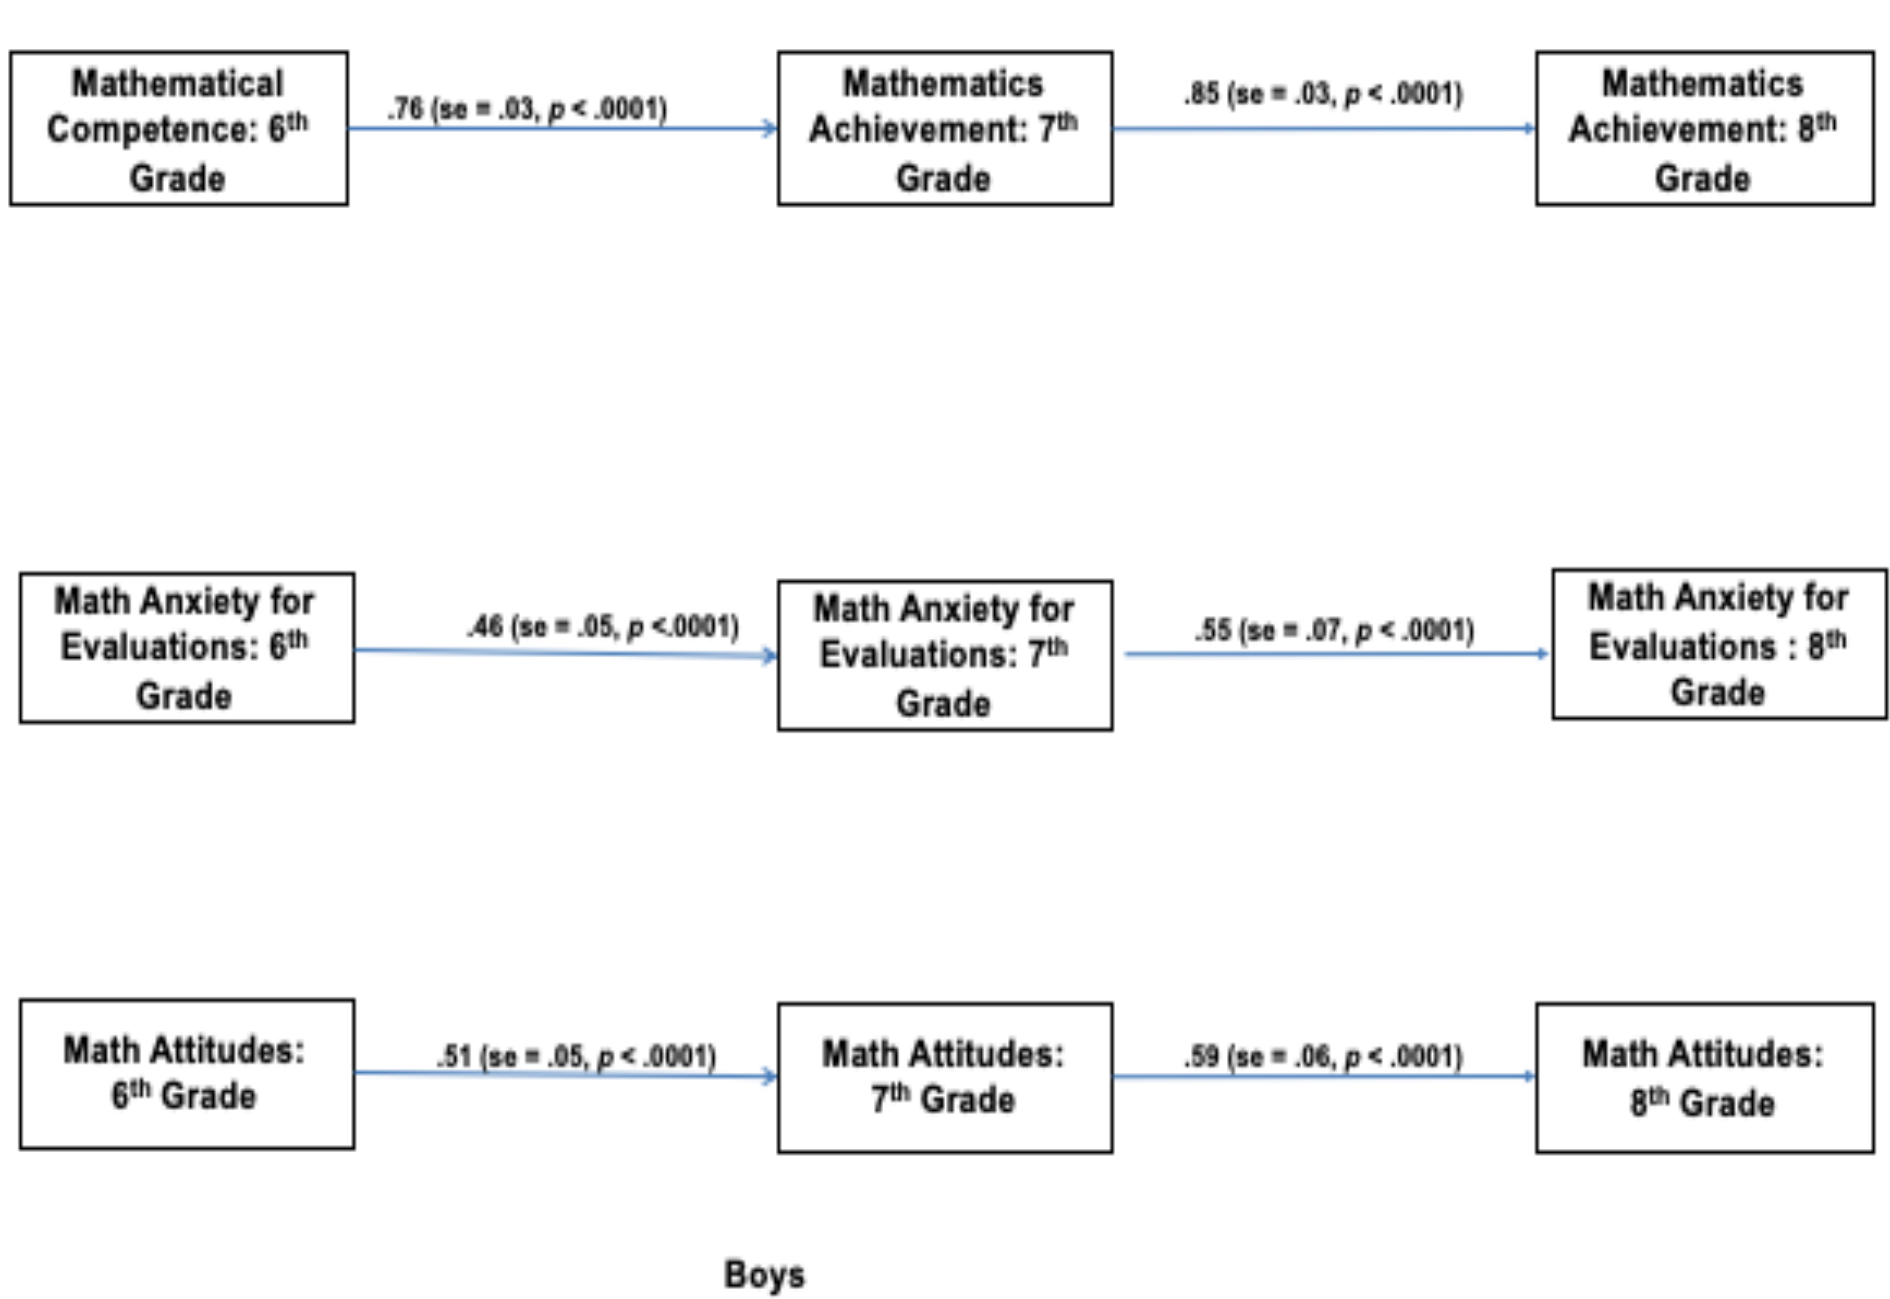 Mathematical
Competence: 6th
Grade
.76 (se = .03, p < .0001)
Mathematics
Achievement: 7th
Grade
.85 (se = .03, p < .0001)
Mathematics
Achievement: 8th
Grade
Math Anxiety for
Evaluations: 6th
Grade
.46 (se = .05, p <.0001)
Math Anxiety for
Evaluations: 7th
Grade
.55 (se = .07, p < .0001)
Math Anxiety for
Evaluations : 8th
Grade
Math Attitudes:
6th Grade
.51 (se = .05, p < .0001)
Math Attitudes:
7th Grade
.59 (se = .06, p < .0001)
Math Attitudes:
8th Grade
Boys